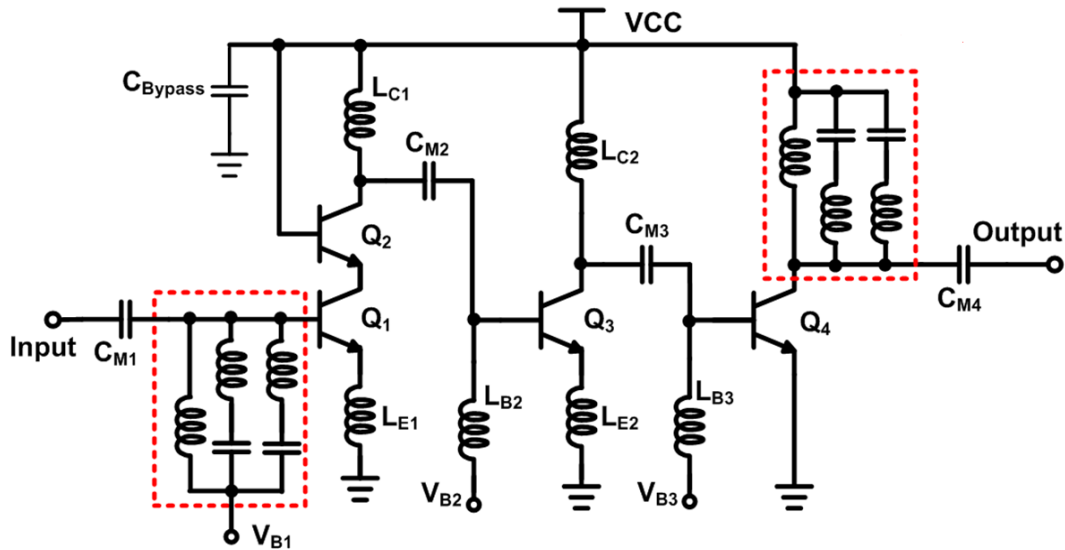 VCC
CBypass
LC1
CM2
LC2
Q2
CM3
Output
Input
CM1
Q1
Q3
Q4
CM4
LE1
LB2
LE2
LB3
VB1
VB2
VB3